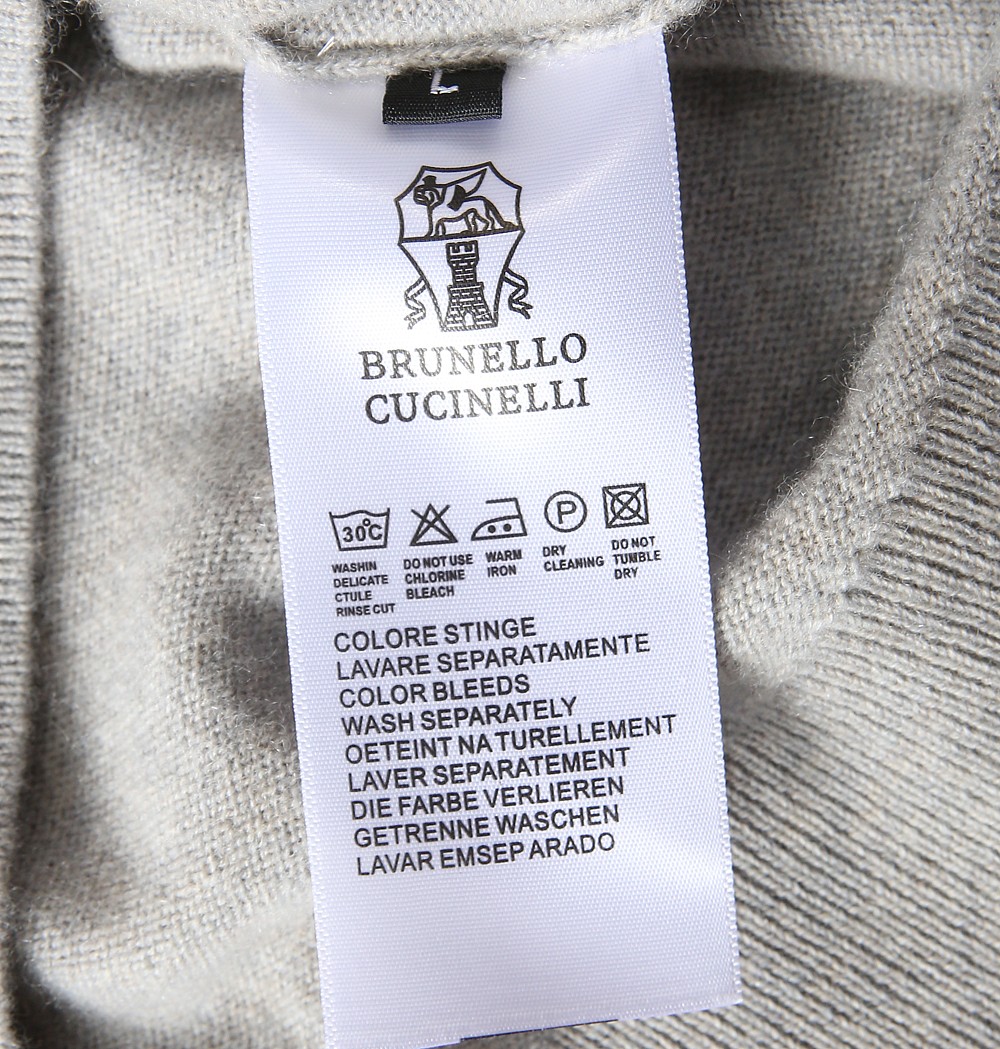 L
BRUNELLO
CUCINELLI
30°C
P
WASHIN
DELICATE
CTULE
RINSE CUT
DO NOT USE
CHLORINE
BLEACH
WARM
IRON
DRY
CLEANING
DO NOT
TUMBLE
DRY
COLORE STINGE
LAVARE SEPARATAMENTE
COLOR BLEEDS
WASH SEPARATELY
OETEINT NA TURELLEMENT
LAVER SEPARATEMENT
DIE FARBE VERLIEREN
GETRENNE WASCHEN
LAVAR EMSEP ARADO